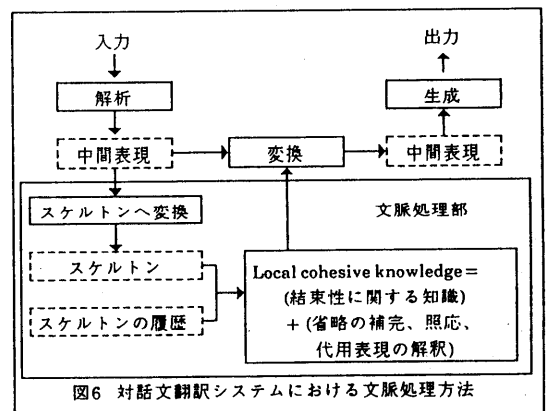 入力
出力
解析
生成
中間表現
変換
中間表現
スケルトンへ変換
文脈処理部
スケルトン
スケルトンの履歴
Local cohesive knowledge=
(結束性に関する知識)
+ (省略の補完、照応、
代用表現の解釈)
図6 対話文翻訳システムにおける文脈処理方法